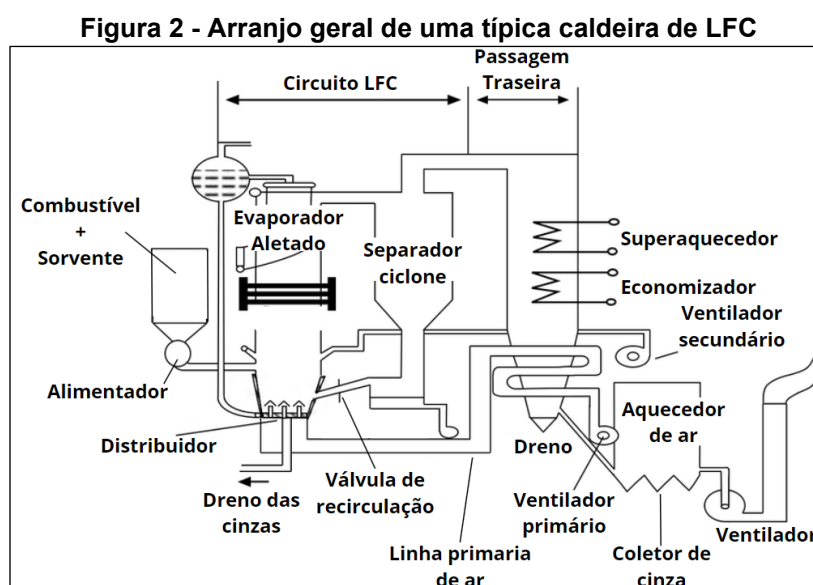 Figura 2 - Arranjo geral de uma típica caldeira de LFC
Passagem
Traseira
Circuito LFC
Combustível
+
Sorvente
Evaporador
Aletado
Separador
ciclone
Superaquecedor
Economizador
Ventilador
secundário
Alimentador
Distribuidor
Dreno
Aquecedor
de ar
Dreno das
cinzas
Válvula de
recirculação
Ventilador
primário
Ventilador
Linha primaria
de ar
Coletor de
cinza